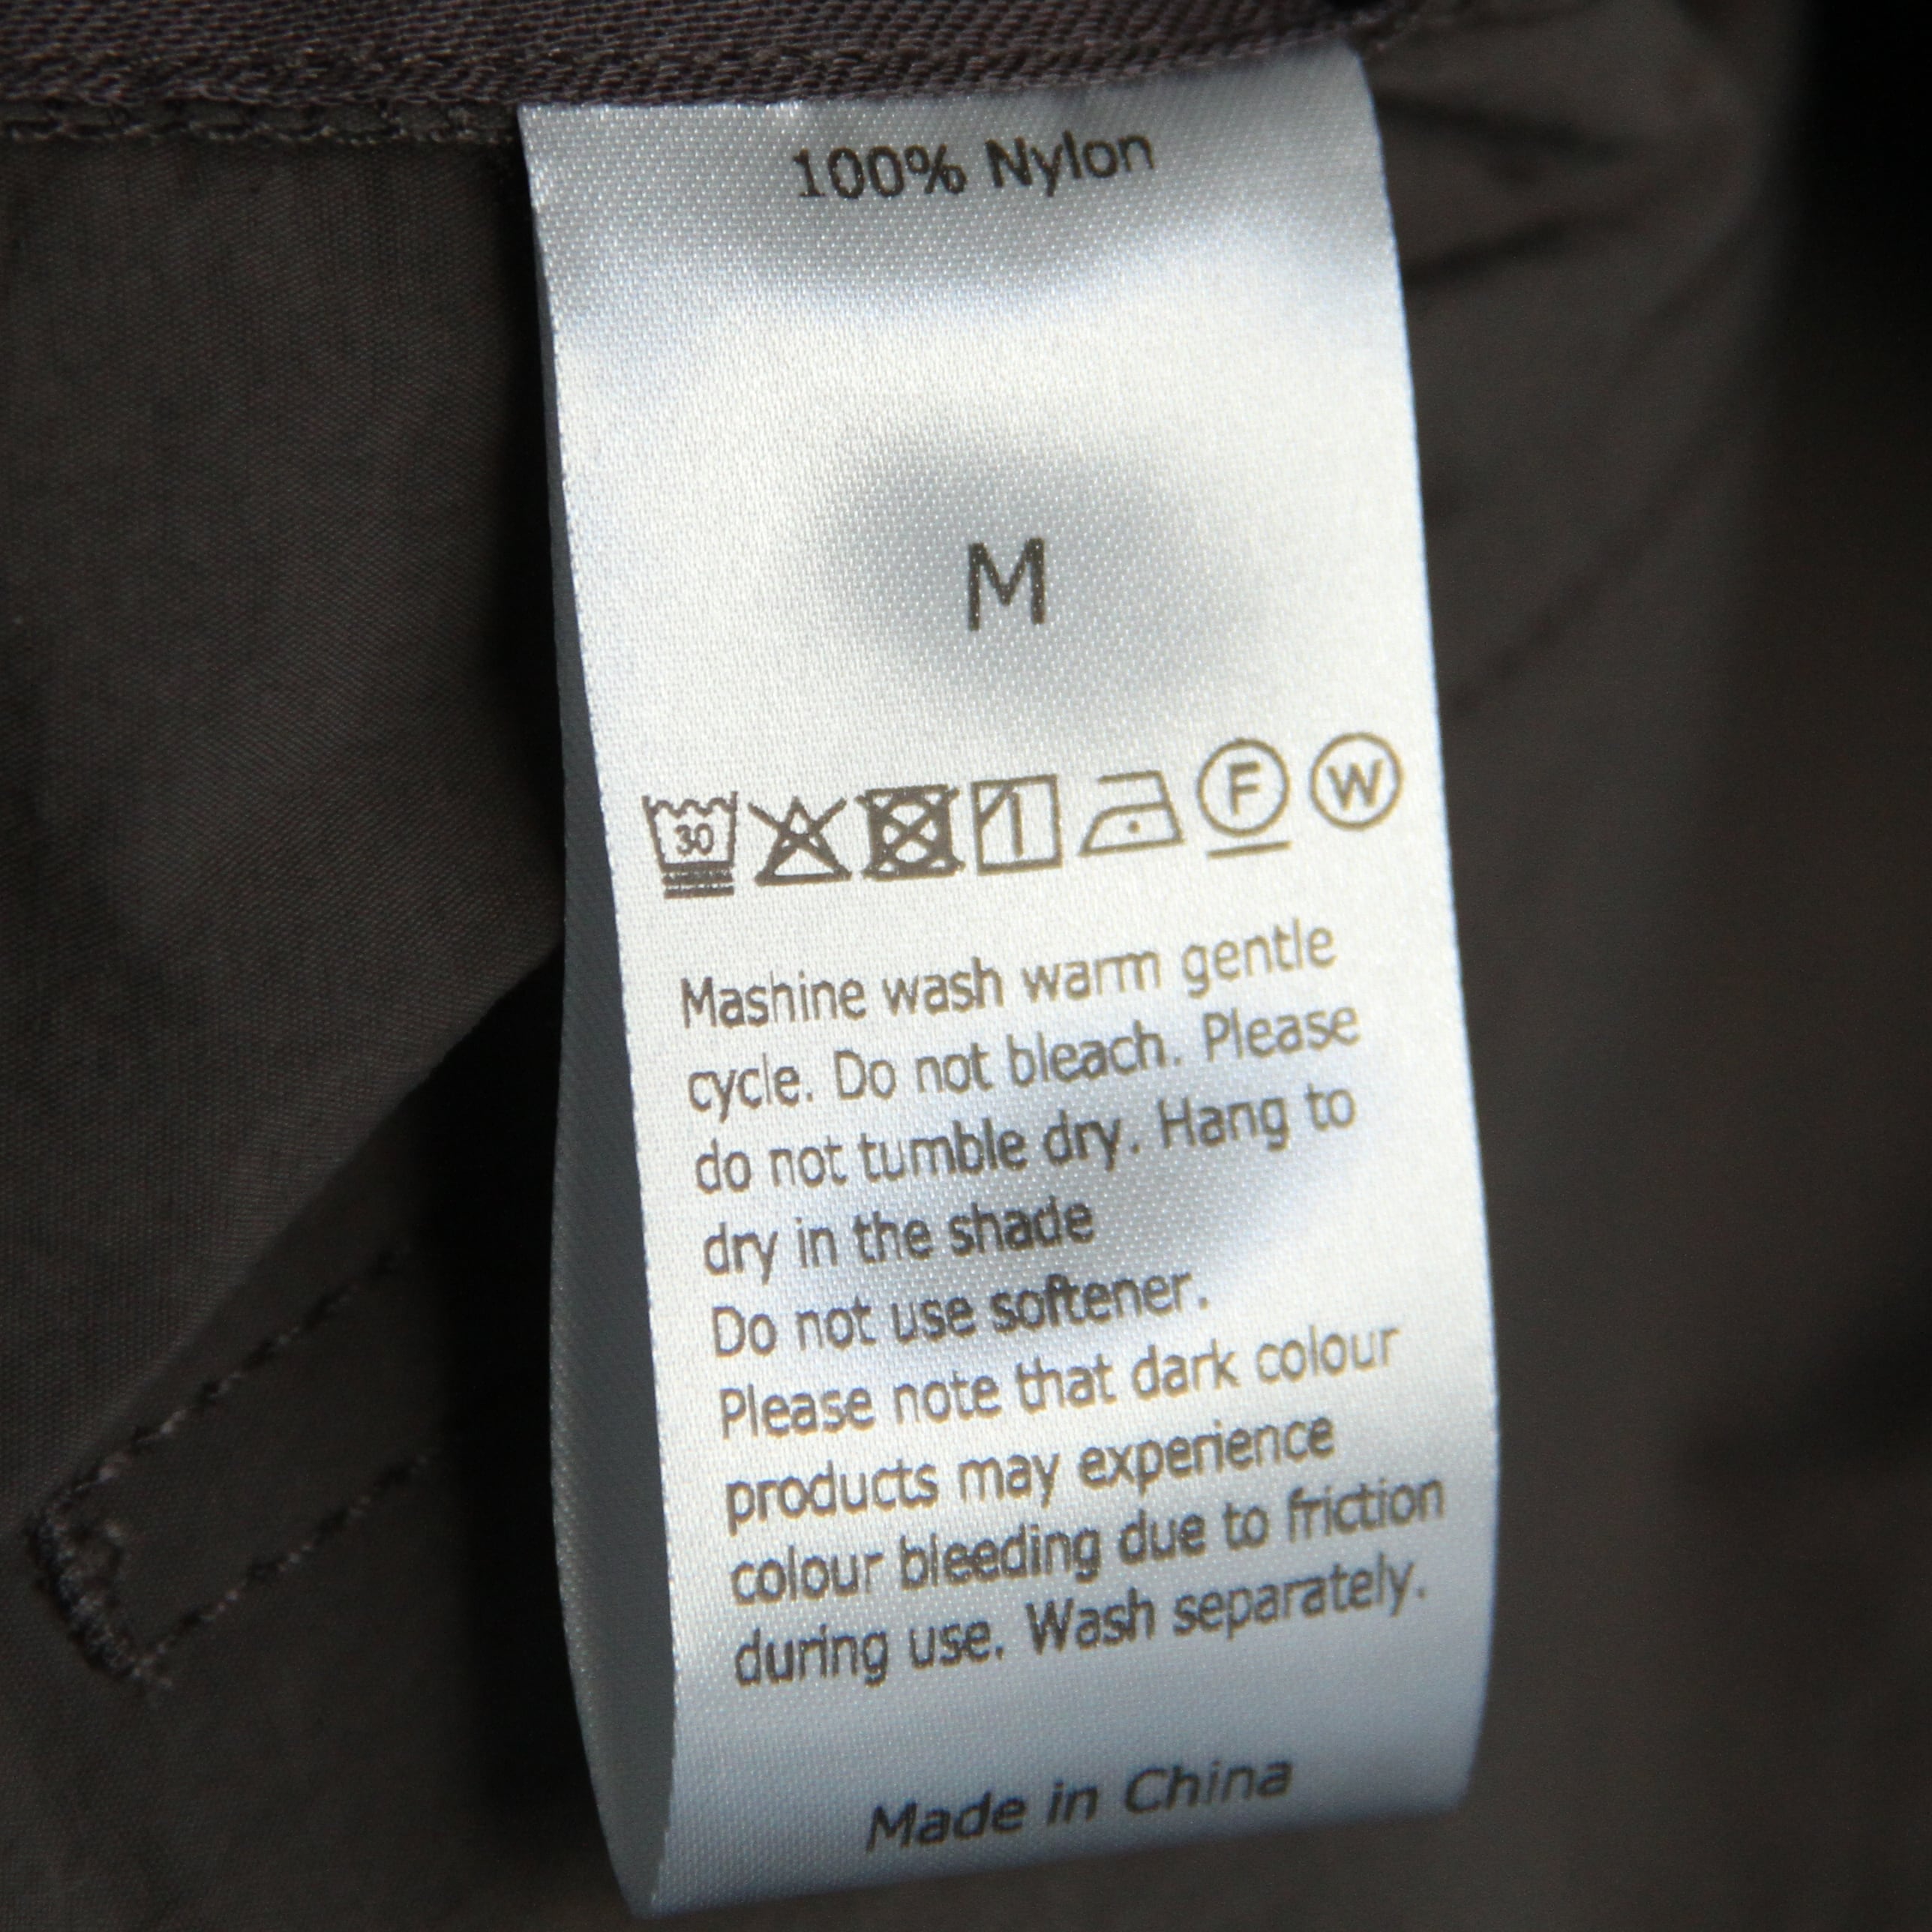 100% Nylon
M
30 F W
Mashine wash warm gentle
cycle. Do not bleach. Please
do not tumble dry. Hang to
dry in the shade
Do not use softener.
Please note that dark colour
products may experience
colour bleeding due to friction
during use. Wash separately.
Made in China